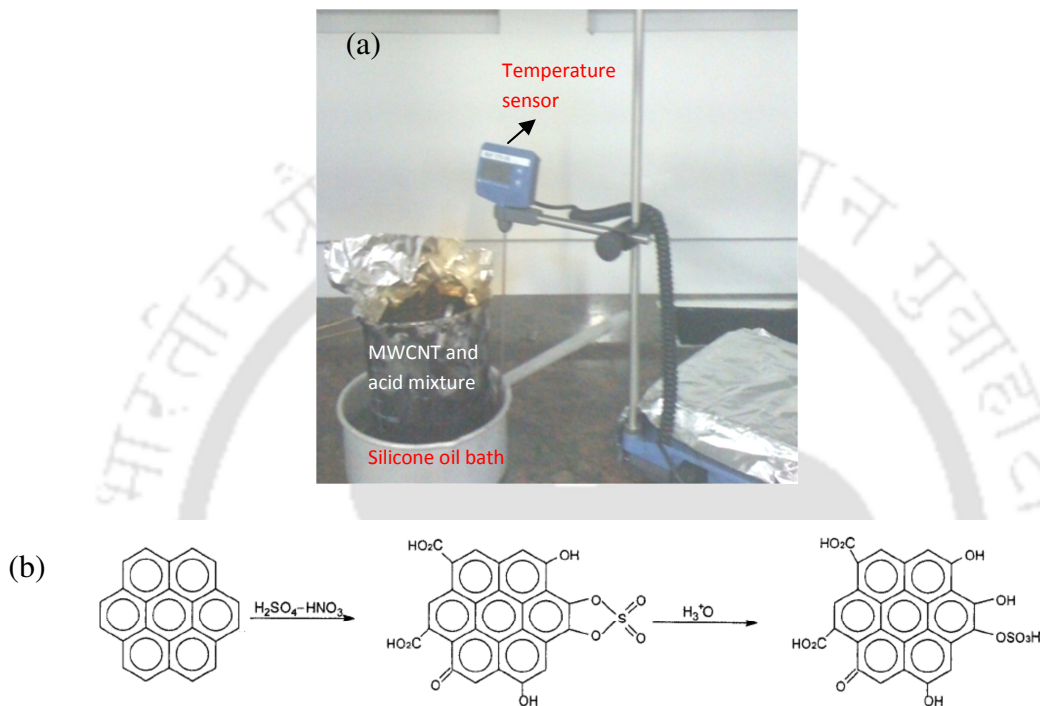 (a)
Temperature
sensor
MWCNT and
acid mixture
Silicone oil bath
(b)
H₂SO₄–HNO₃
HO₂C
OH
O
O
S
O
O
HO₂C
O
OH
H₃⁺O
HO₂C
OH
OH
OSO₃H
HO₂C
O
OH